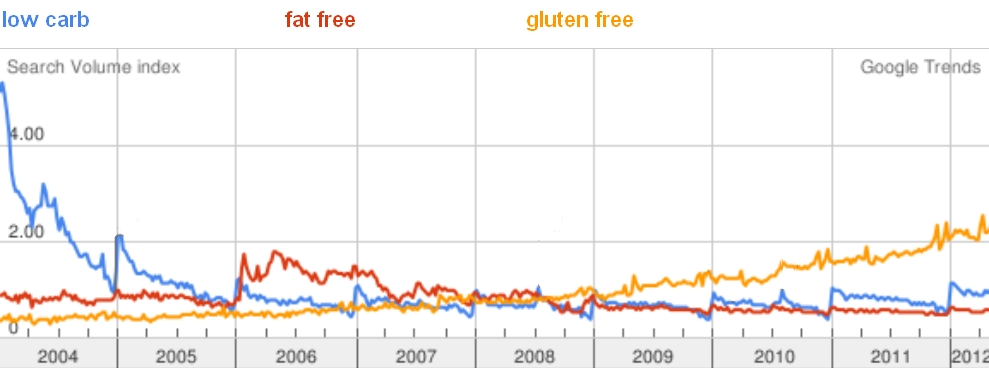 low carb fat free gluten free
Search Volume index Google Trends
4.00
2.00
0
2004 2005 2006 2007 2008 2009 2010 2011 2012